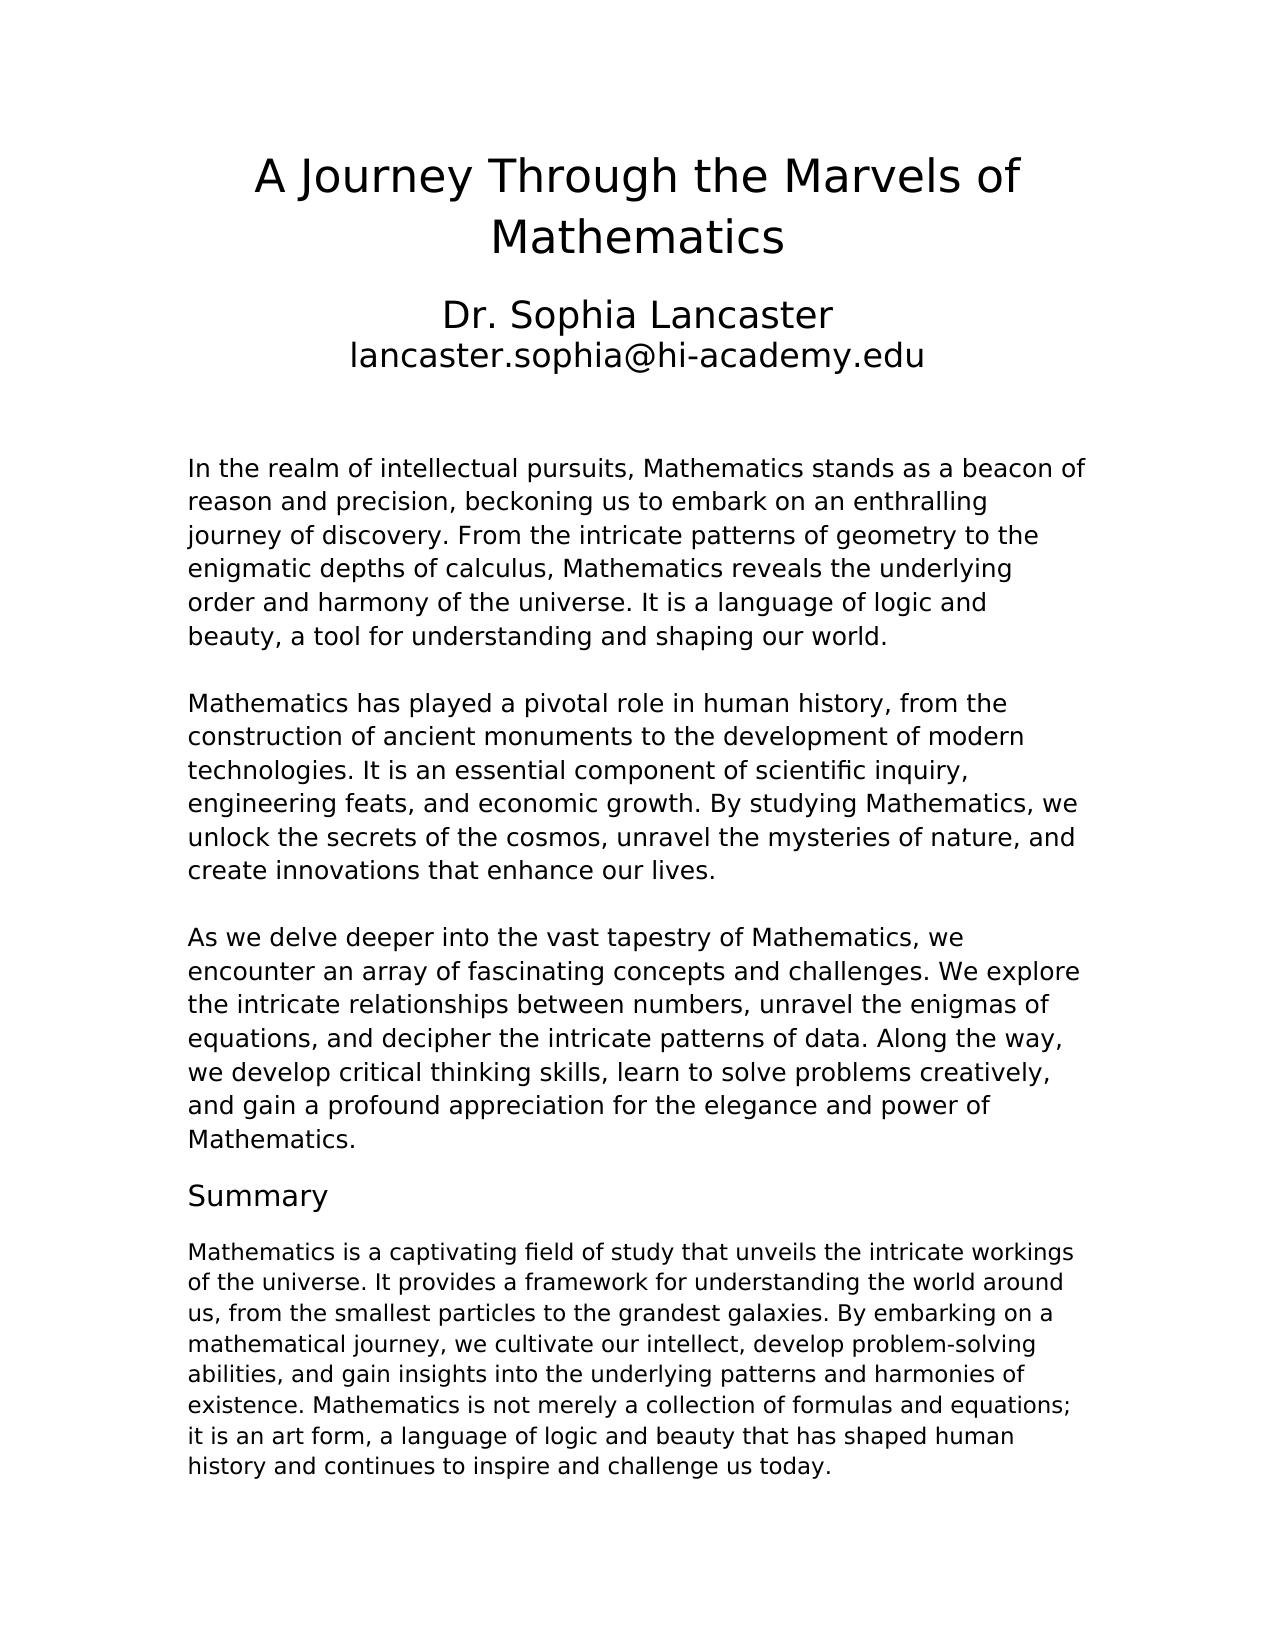 A Journey Through the Marvels of
Mathematics
Dr. Sophia Lancaster
lancaster.sophia@hi-academy.edu
In the realm of intellectual pursuits, Mathematics stands as a beacon of
reason and precision, beckoning us to embark on an enthralling
journey of discovery. From the intricate patterns of geometry to the
enigmatic depths of calculus, Mathematics reveals the underlying
order and harmony of the universe. It is a language of logic and
beauty, a tool for understanding and shaping our world.
Mathematics has played a pivotal role in human history, from the
construction of ancient monuments to the development of modern
technologies. It is an essential component of scientific inquiry,
engineering feats, and economic growth. By studying Mathematics, we
unlock the secrets of the cosmos, unravel the mysteries of nature, and
create innovations that enhance our lives.
As we delve deeper into the vast tapestry of Mathematics, we
encounter an array of fascinating concepts and challenges. We explore
the intricate relationships between numbers, unravel the enigmas of
equations, and decipher the intricate patterns of data. Along the way,
we develop critical thinking skills, learn to solve problems creatively,
and gain a profound appreciation for the elegance and power of
Mathematics.
Summary
Mathematics is a captivating field of study that unveils the intricate workings
of the universe. It provides a framework for understanding the world around
us, from the smallest particles to the grandest galaxies. By embarking on a
mathematical journey, we cultivate our intellect, develop problem-solving
abilities, and gain insights into the underlying patterns and harmonies of
existence. Mathematics is not merely a collection of formulas and equations;
it is an art form, a language of logic and beauty that has shaped human
history and continues to inspire and challenge us today.